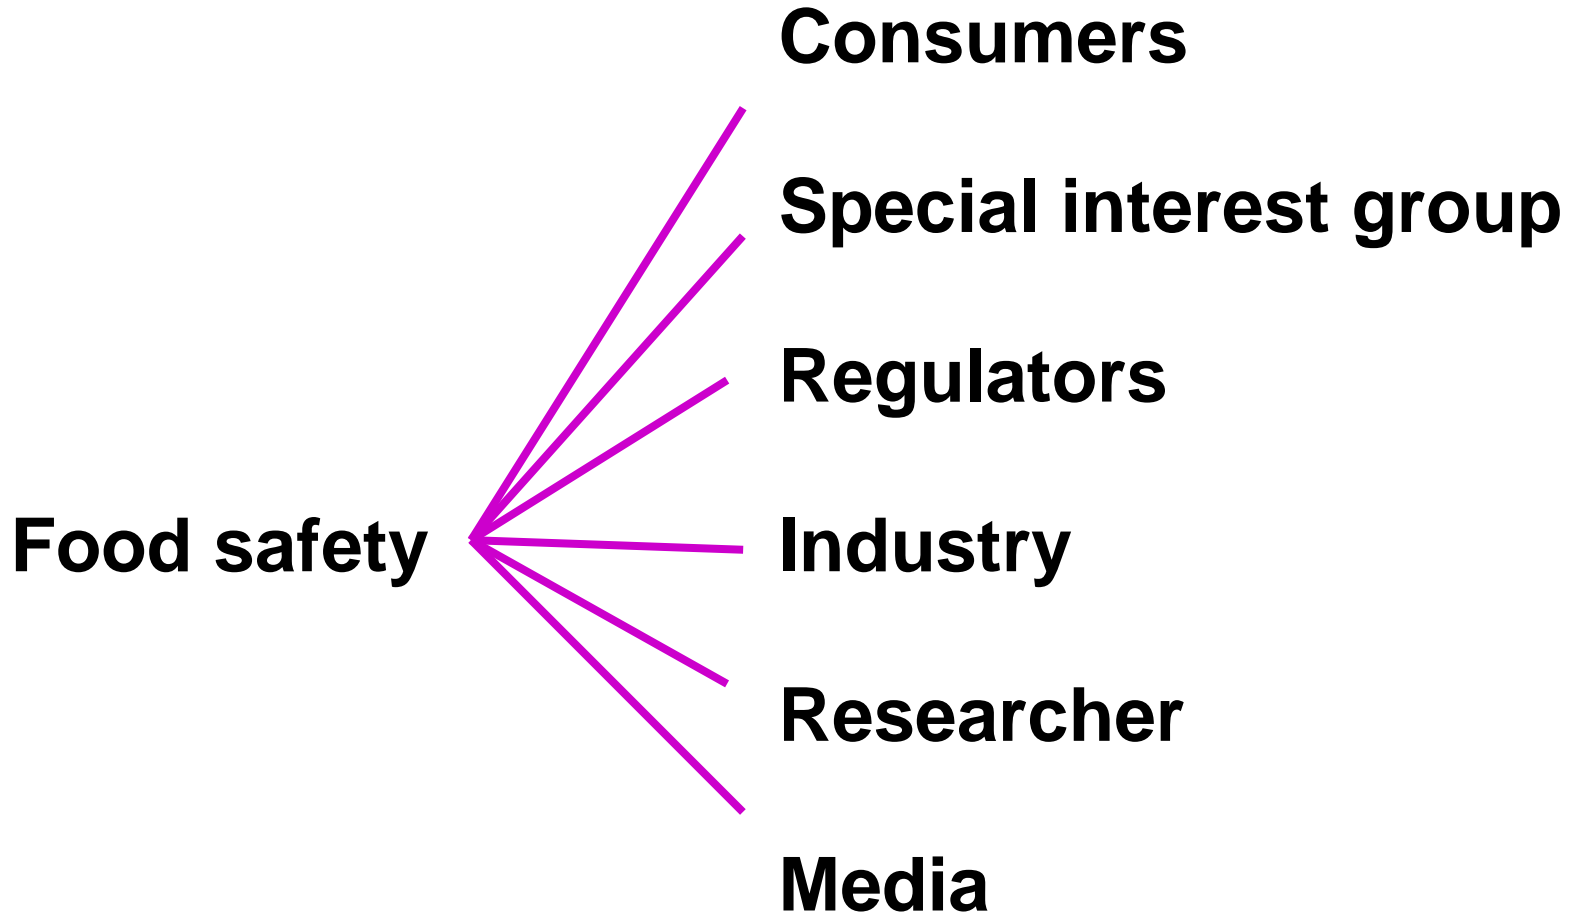 Consumers
Special interest group
Regulators
Food safety
Industry
Researcher
Media